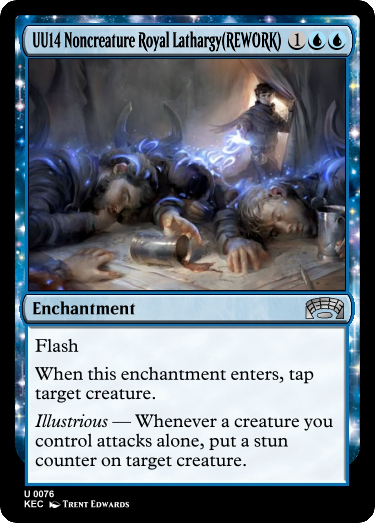 UU14 Noncreature Royal Lathargy(REWORK) 1
Enchantment
Flash
When this enchantment enters, tap
target creature.
Illustrious — Whenever a creature you
control attacks alone, put a stun
counter on target creature.
U 0076
KEC Trent Edwards